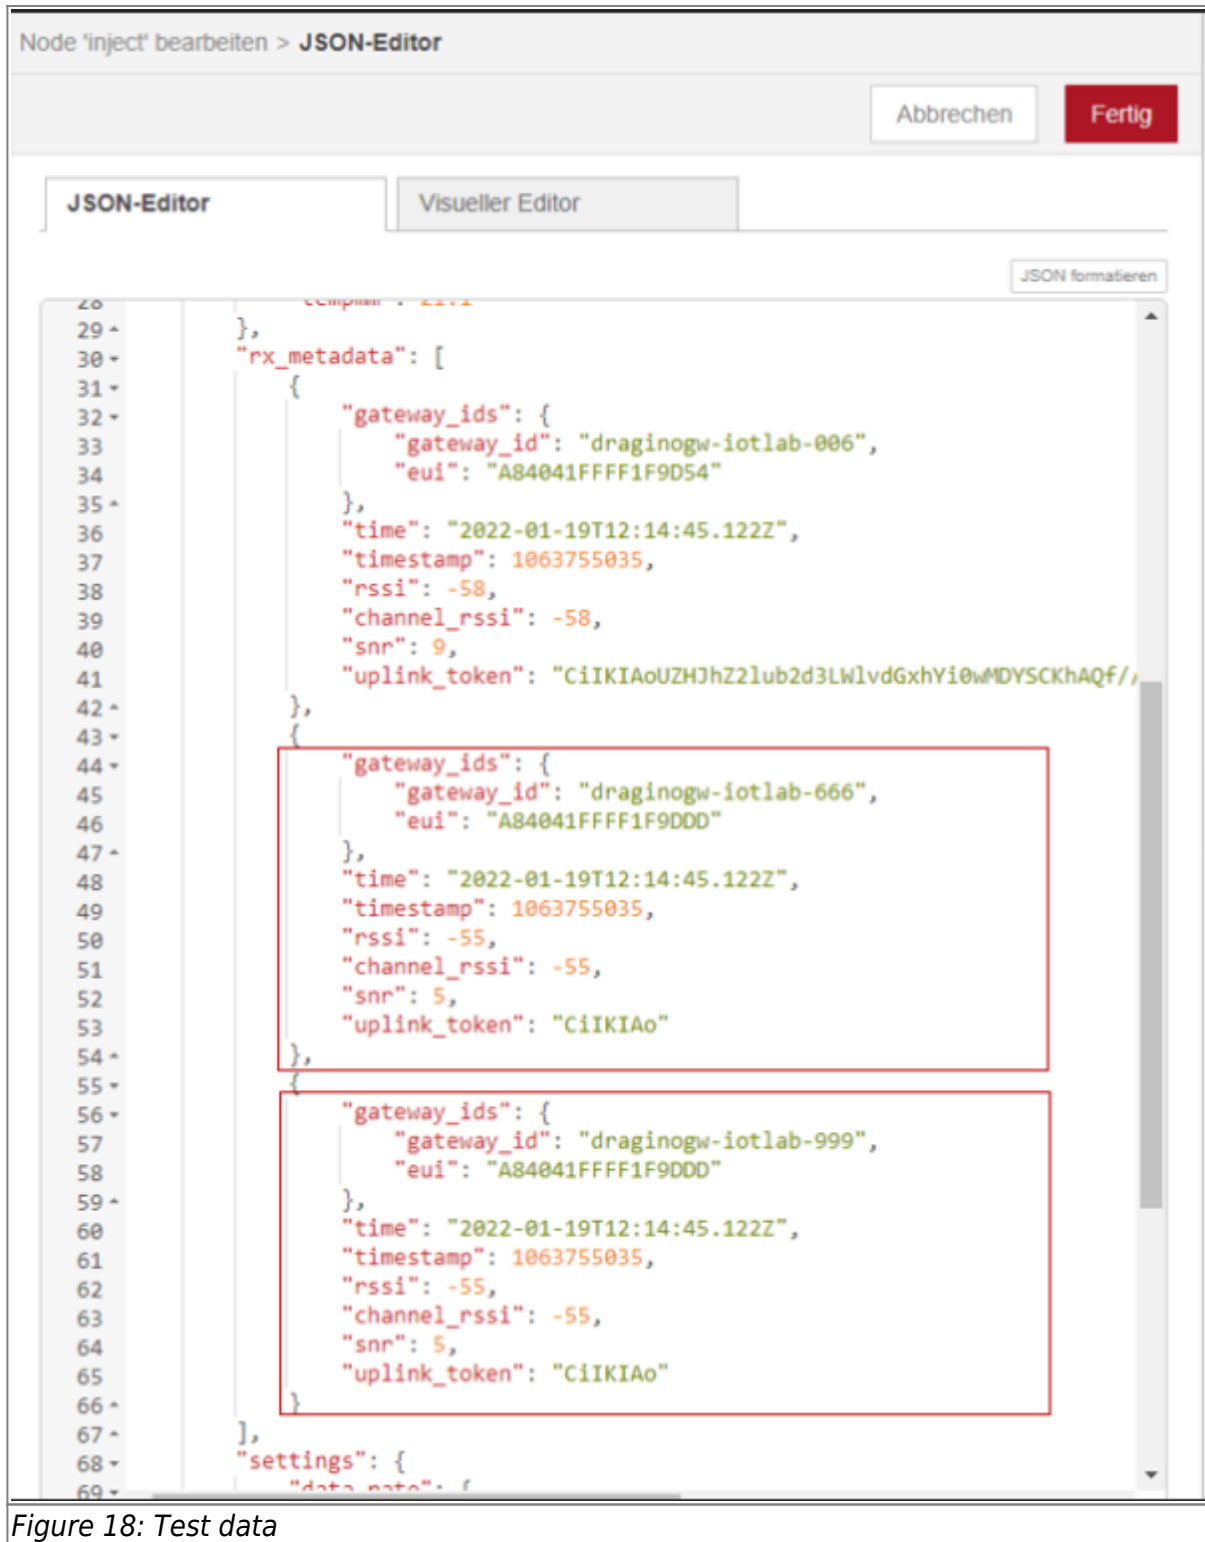 Node 'inject' bearbeiten > JSON-Editor
Abbrechen Fertig
JSON-Editor Visueller Editor
JSON formatieren
28
29 },
30 "rx_metadata": [
31 {
32 "gateway_ids": {
33 "gateway_id": "draginogw-iotlab-006",
34 "eui": "A84041FFFF1F9D54"
35 },
36 "time": "2022-01-19T12:14:45.122Z",
37 "timestamp": 1063755035,
38 "rssi": -58,
39 "channel_rssi": -58,
40 "snr": 9,
41 "uplink_token": "CiIKIAoUZHJhZ2lub2d3LWlvdGxhYi0wMDYSCKhAQf//
42 },
43 {
44 "gateway_ids": {
45 "gateway_id": "draginogw-iotlab-666",
46 "eui": "A84041FFFF1F9DDD"
47 },
48 "time": "2022-01-19T12:14:45.122Z",
49 "timestamp": 1063755035,
50 "rssi": -55,
51 "channel_rssi": -55,
52 "snr": 5,
53 "uplink_token": "CiIKIAo"
54 },
55 {
56 "gateway_ids": {
57 "gateway_id": "draginogw-iotlab-999",
58 "eui": "A84041FFFF1F9DDD"
59 },
60 "time": "2022-01-19T12:14:45.122Z",
61 "timestamp": 1063755035,
62 "rssi": -55,
63 "channel_rssi": -55,
64 "snr": 5,
65 "uplink_token": "CiIKIAo"
66 }
67 ],
68 "settings": {
69 "data_rate": {
Figure 18: Test data